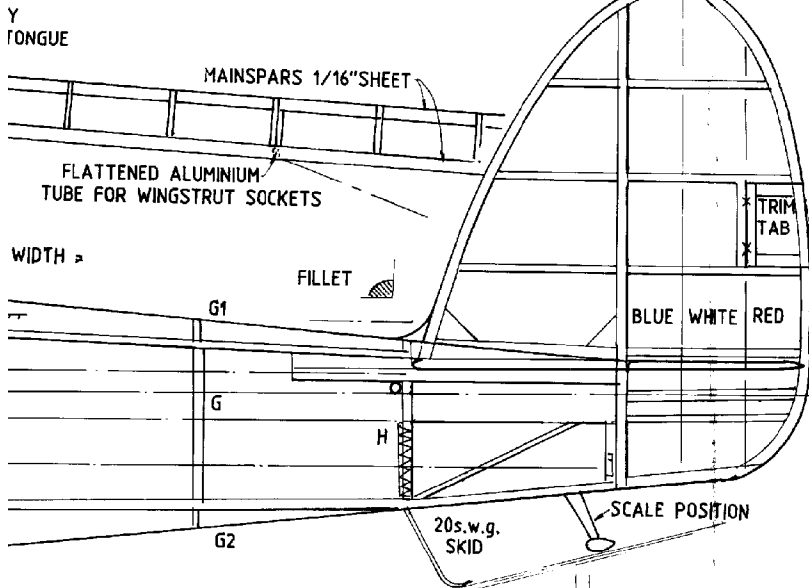 Y
TONGUE
MAINSPARS 1/16"SHEET
FLATTENED ALUMINIUM
TUBE FOR WINGSTRUT SOCKETS
TRIM
TAB
WIDTH =
FILLET
G1
BLUE WHITE RED
G
H
SCALE POSITION
20s.w.g.
SKID
G2